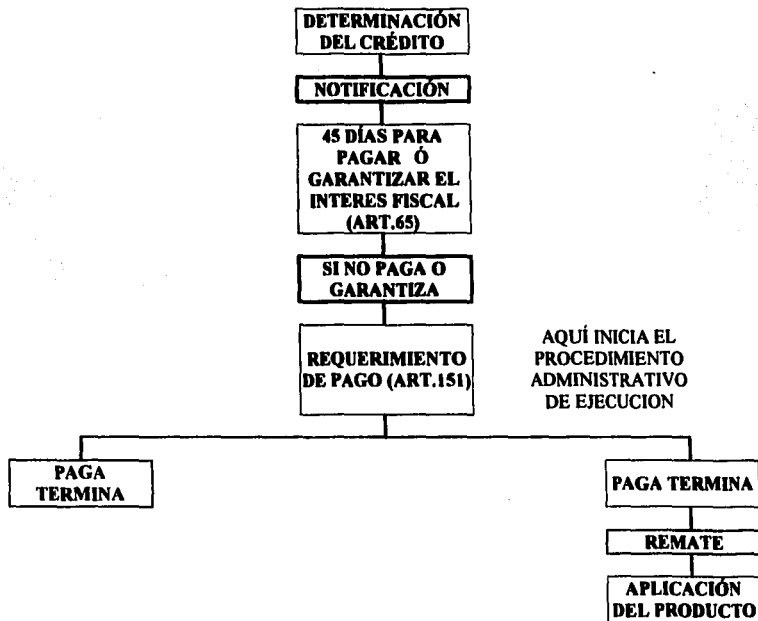 DETERMINACIÓN
DEL CRÉDITO
NOTIFICACIÓN
45 DÍAS PARA
PAGAR Ó
GARANTIZAR EL
INTERES FISCAL
(ART.65)
SI NO PAGA O
GARANTIZA
REQUERIMIENTO
DE PAGO (ART.151)
AQUÍ INICIA EL
PROCEDIMIENTO
ADMINISTRATIVO
DE EJECUCION
PAGA
TERMINA
PAGA TERMINA
REMATE
APLICACIÓN
DEL PRODUCTO